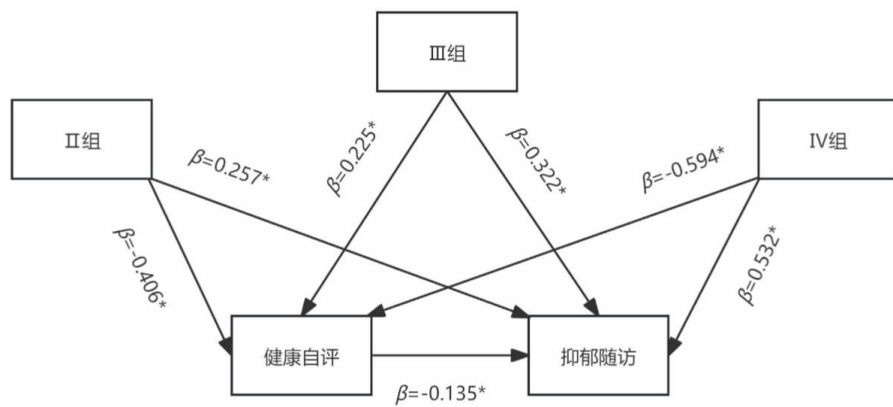 Ⅲ组
Ⅱ组
Ⅳ组
β=0.257*
β=0.225*
β=0.322*
β=-0.594*
β=-0.406*
β=0.532*
健康自评
抑郁随访
β=-0.135*